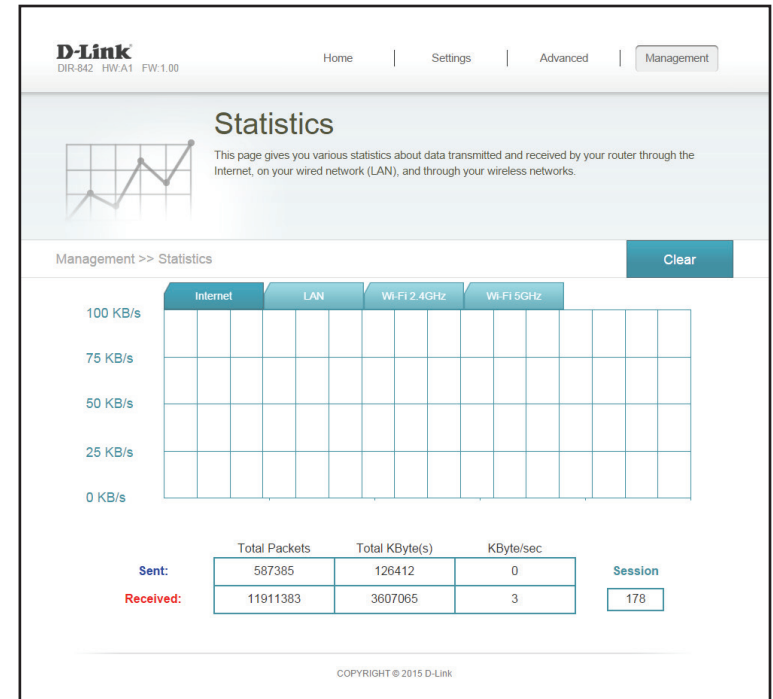 D-Link
DIR-842 HW:A1 FW:1.00
Home Settings Advanced Management
Statistics
This page gives you various statistics about data transmitted and received by your router through the
Internet, on your wired network (LAN), and through your wireless networks.
Management >> Statistics
Clear
Internet LAN Wi-Fi 2.4GHz Wi-Fi 5GHz
100 KB/s
75 KB/s
50 KB/s
25 KB/s
0 KB/s
Total Packets Total KByte(s) KByte/sec
Sent: 587385 126412 0 Session
Received: 11911383 3607065 3 178
COPYRIGHT © 2015 D-Link